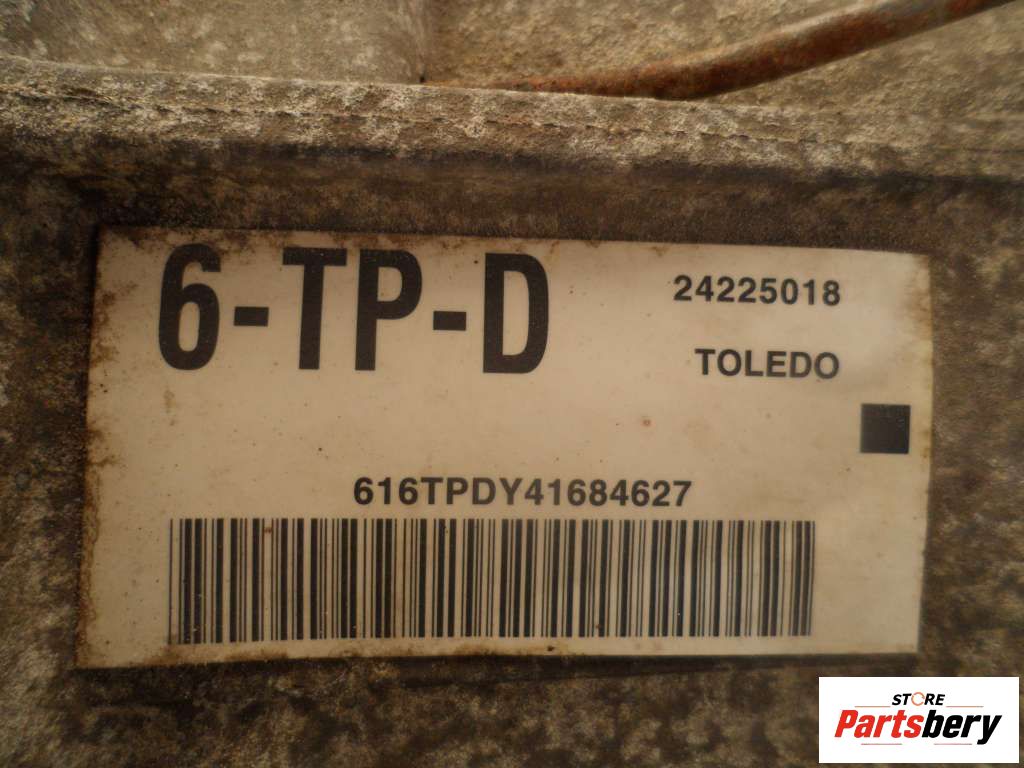 6-TP-D
24225018
TOLEDO
616TPDY41684627
STORE
Partsbery